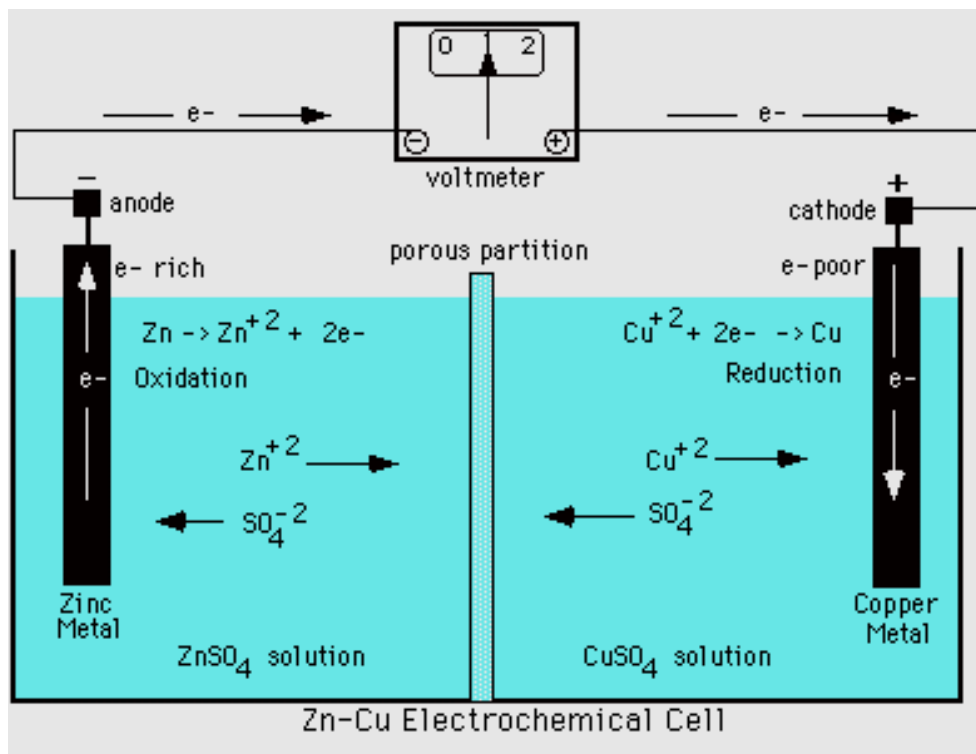 0 1 2
e- e-
⊖ ⊕
voltmeter
− +
anode cathode
porous partition
e- rich e-poor
Zn -> Zn+2 + 2e- Cu+2 + 2e- -> Cu
e- Oxidation Reduction e-
Zn+2 Cu+2
SO4-2 SO4-2
Zinc Copper
Metal Metal
ZnSO4 solution CuSO4 solution
Zn-Cu Electrochemical Cell